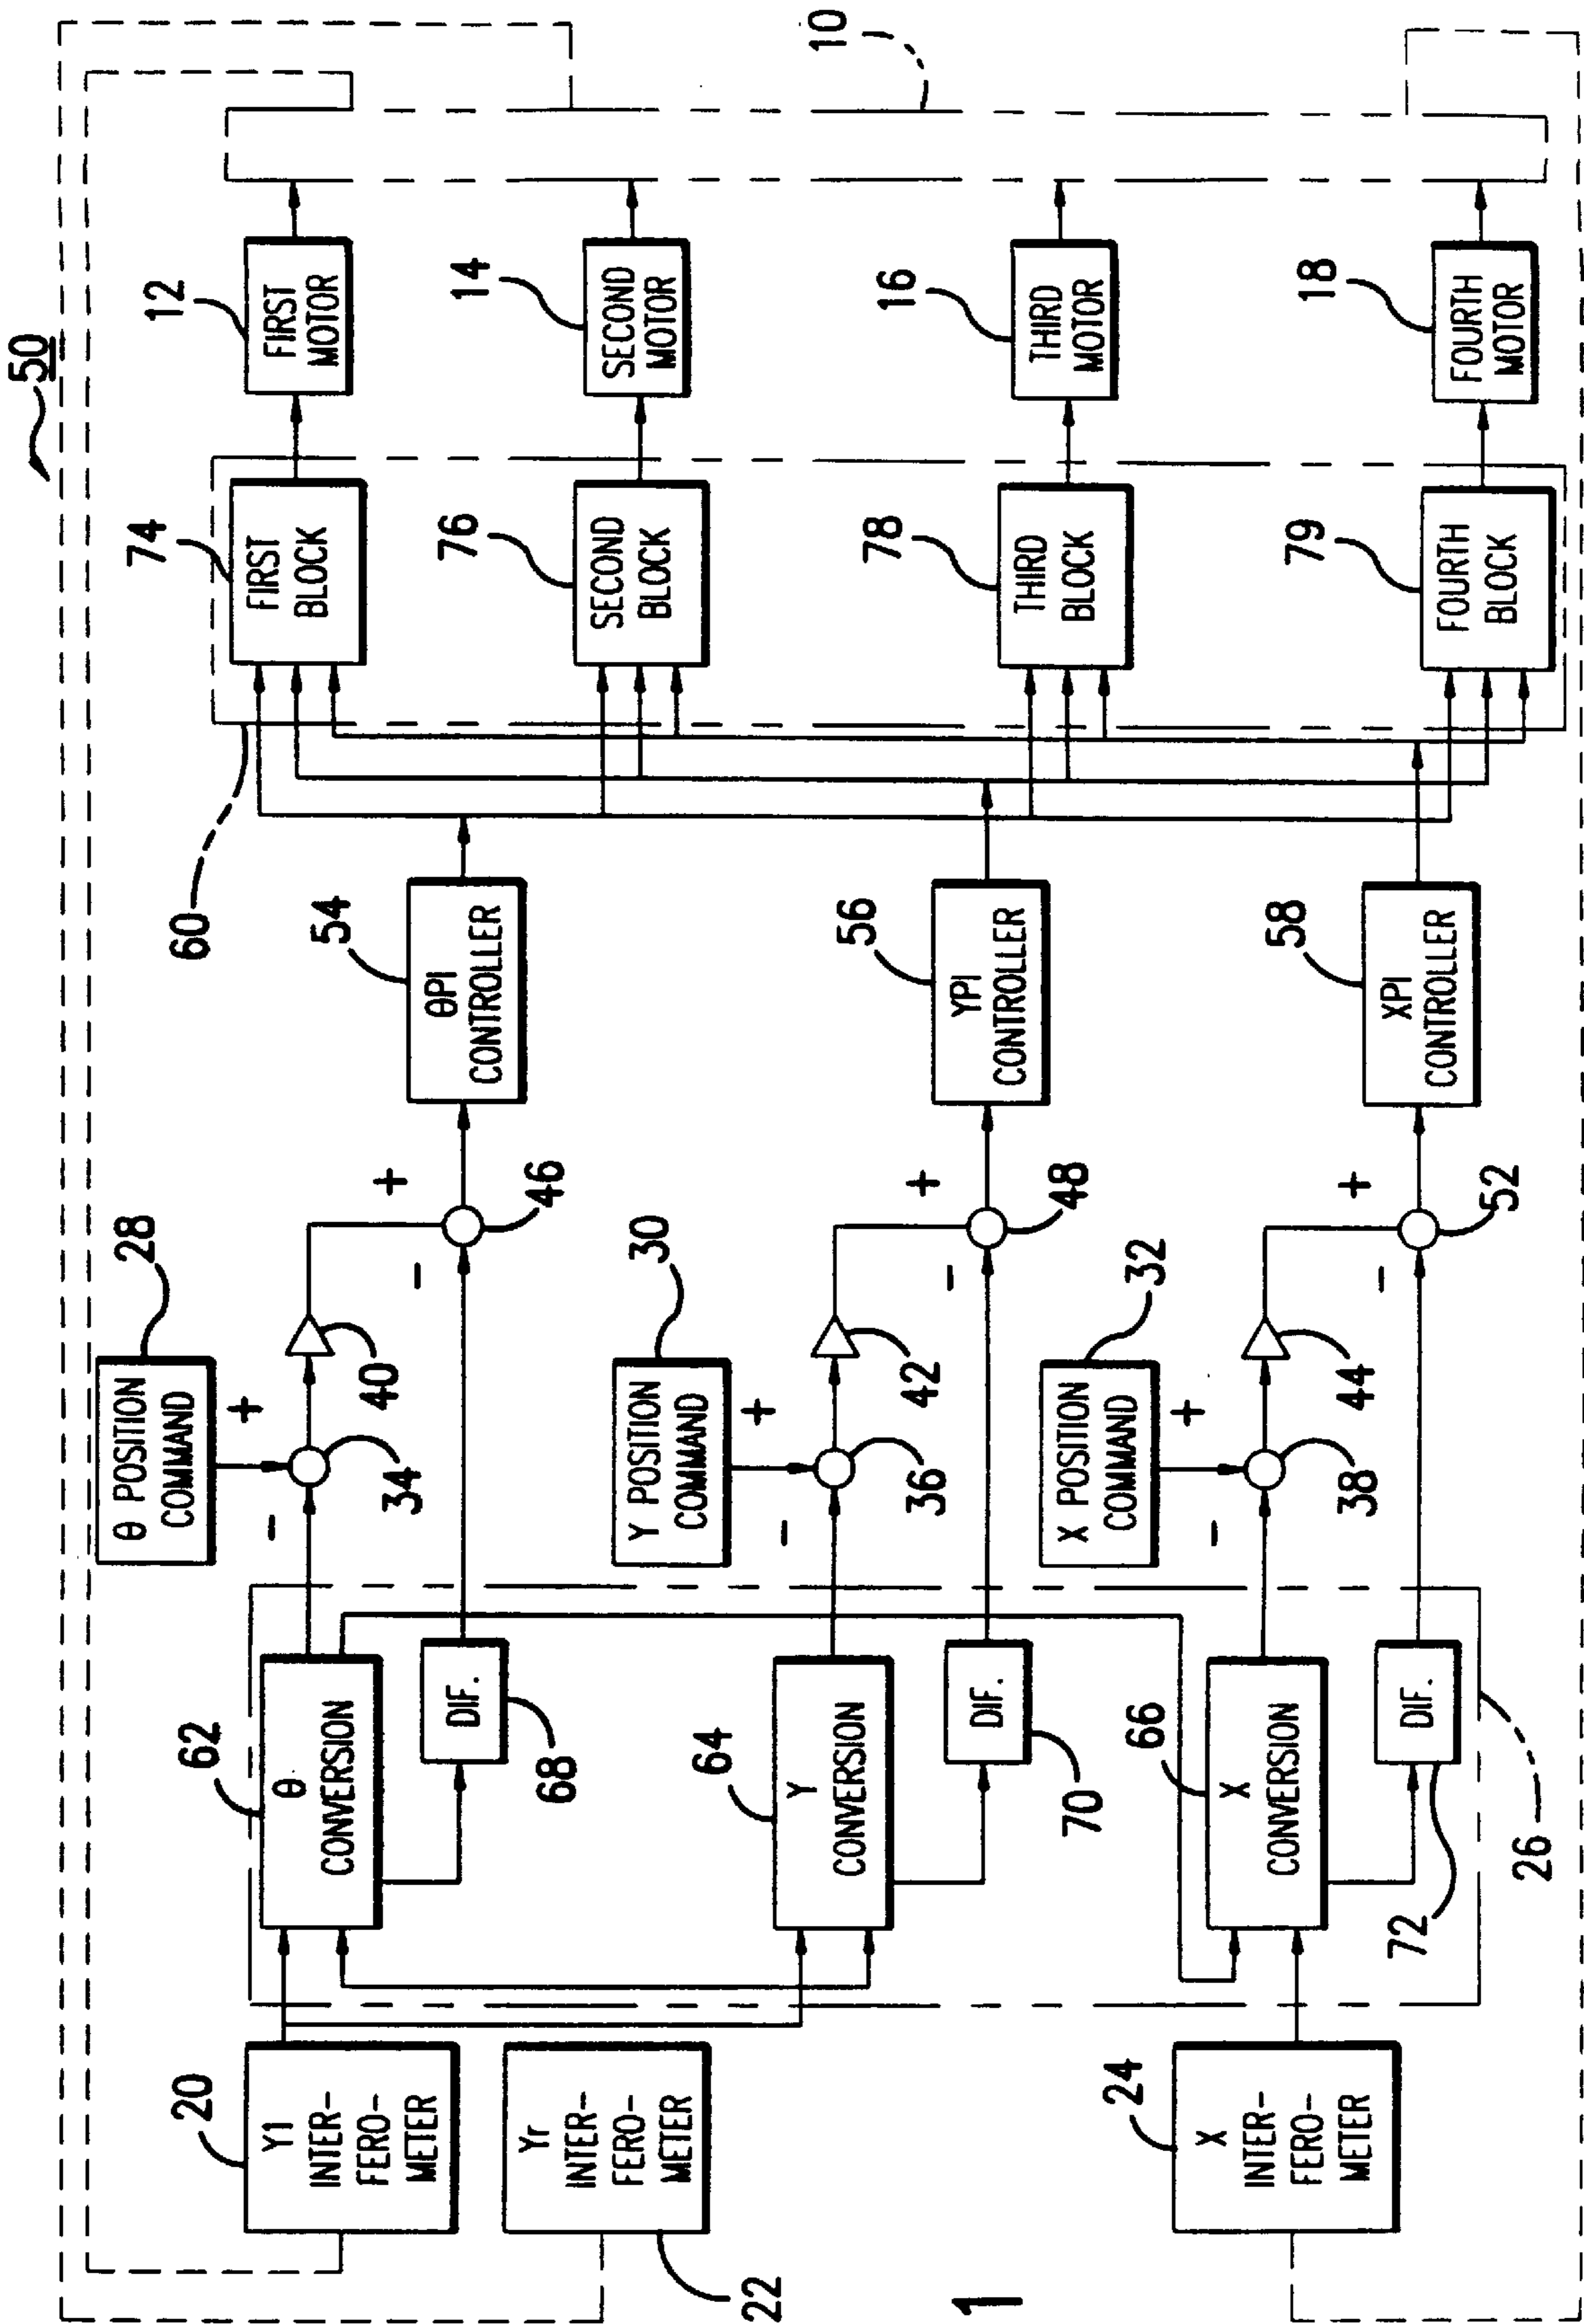 50
20
Y1
INTER-
FERO-
METER
Yr
INTER-
FERO-
METER
22
24
X
INTER-
FERO-
METER
62
θ
CONVERSION
DIF.
68
64
Y
CONVERSION
DIF.
70
66
X
CONVERSION
DIF.
72
26
28
θ POSITION
COMMAND
+
-
34
40
+
-
46
30
Y POSITION
COMMAND
+
-
36
42
+
-
48
32
X POSITION
COMMAND
+
-
38
44
+
-
52
54
θPI
CONTROLLER
56
YPI
CONTROLLER
58
XPI
CONTROLLER
60
74
FIRST
BLOCK
76
SECOND
BLOCK
78
THIRD
BLOCK
79
FOURTH
BLOCK
12
FIRST
MOTOR
14
SECOND
MOTOR
16
THIRD
MOTOR
18
FOURTH
MOTOR
10
1